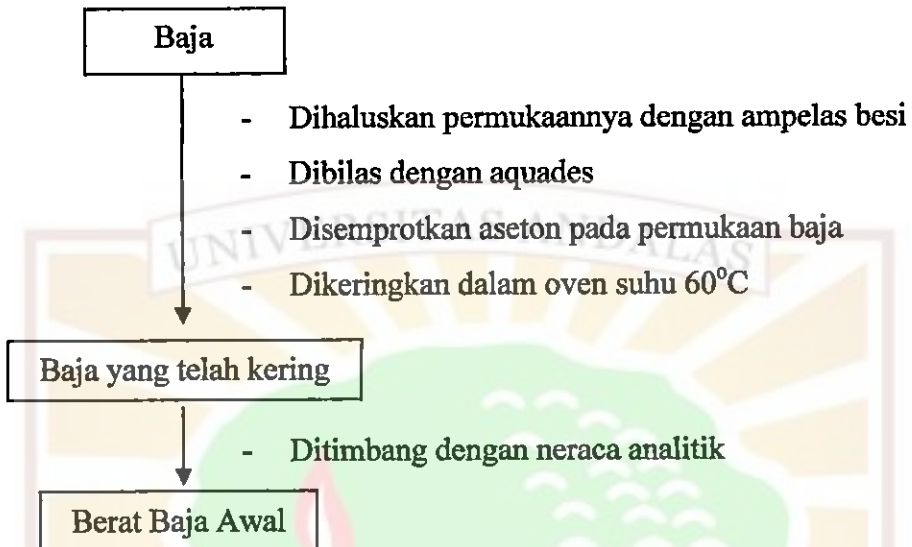 Baja
- Dihaluskan permukaannya dengan ampelas besi
- Dibilas dengan aquades
- Disemprotkan aseton pada permukaan baja
- Dikeringkan dalam oven suhu 60°C
UNIVERSITAS ANDALAS
Baja yang telah kering
- Ditimbang dengan neraca analitik
Berat Baja Awal